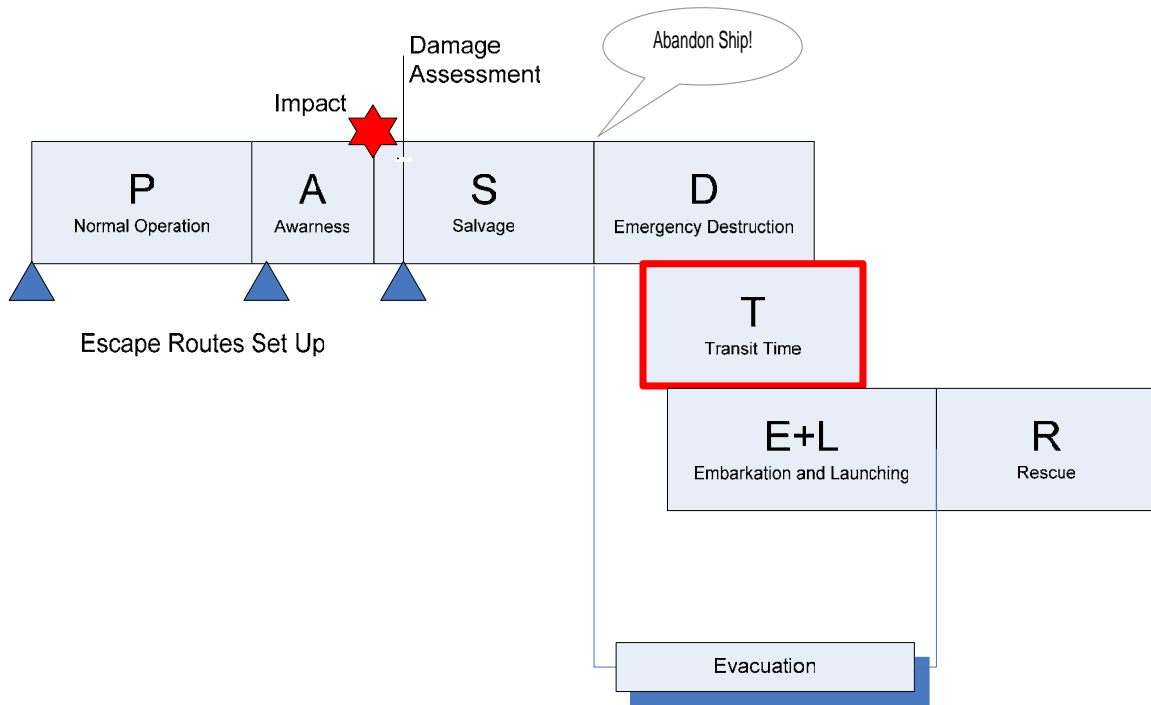 Abandon Ship!
Damage
Assessment
Impact
P
Normal Operation
A
Awarness
S
Salvage
D
Emergency Destruction
Escape Routes Set Up
T
Transit Time
E+L
Embarkation and Launching
R
Rescue
Evacuation